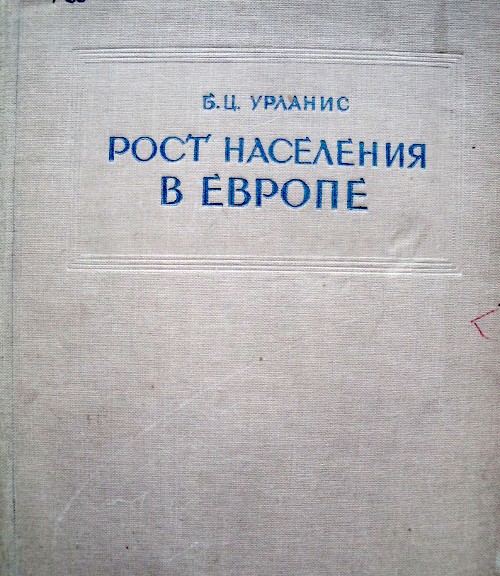 Б.Ц. УРЛАНИС
РОСТ НАСЕЛЕНИЯ
В ЕВРОПЕ